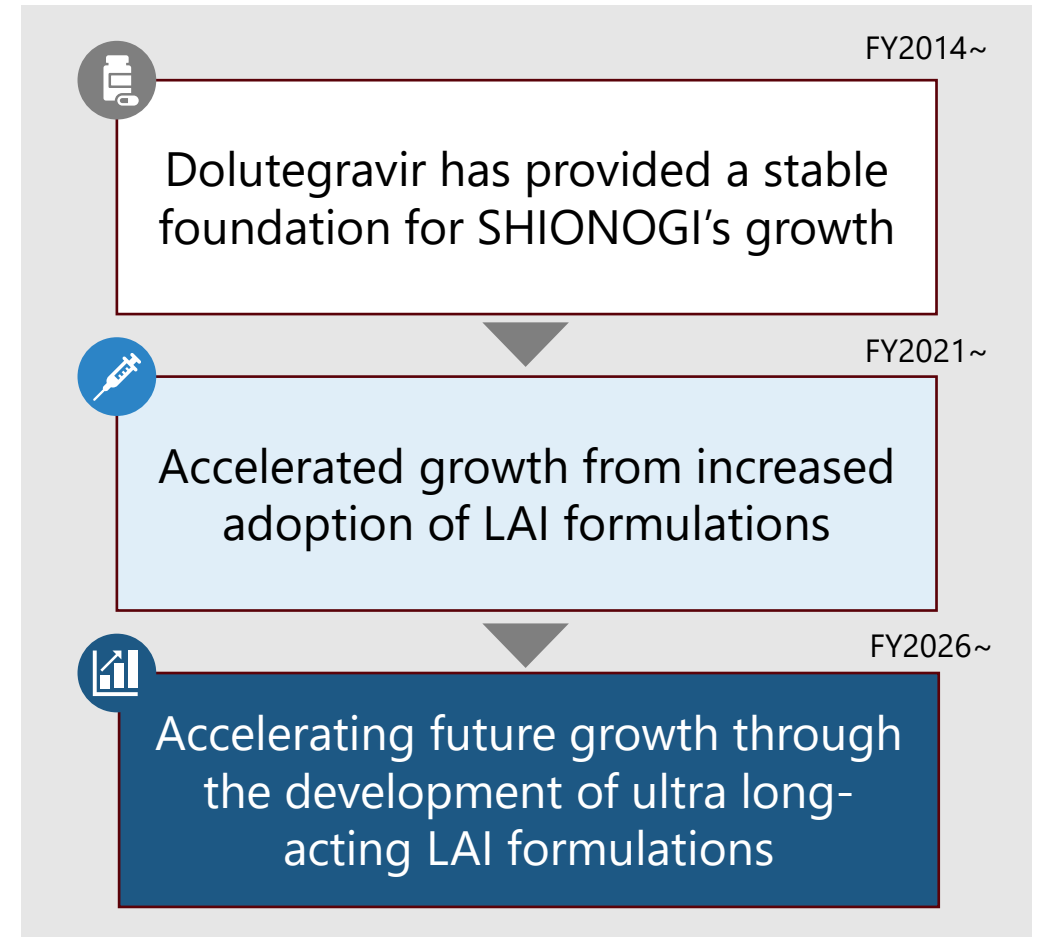 FY2014~
Dolutegravir has provided a stable
foundation for SHIONOGI’s growth
FY2021~
Accelerated growth from increased
adoption of LAI formulations
FY2026~
Accelerating future growth through
the development of ultra long-
acting LAI formulations